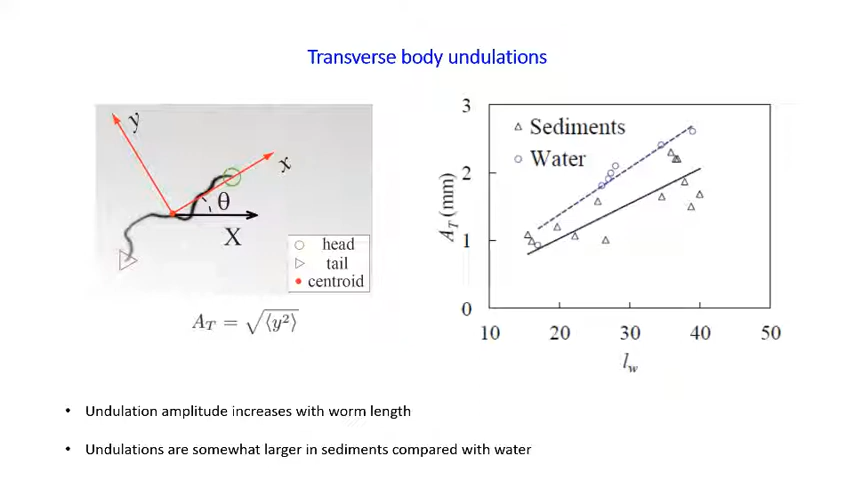 Transverse body undulations
y
x
θ
X
head
tail
centroid
A_T = √⟨y²⟩
3
2
1
0
A_T (mm)
Sediments
Water
10 20 30 40 50
l_w
• Undulation amplitude increases with worm length
• Undulations are somewhat larger in sediments compared with water